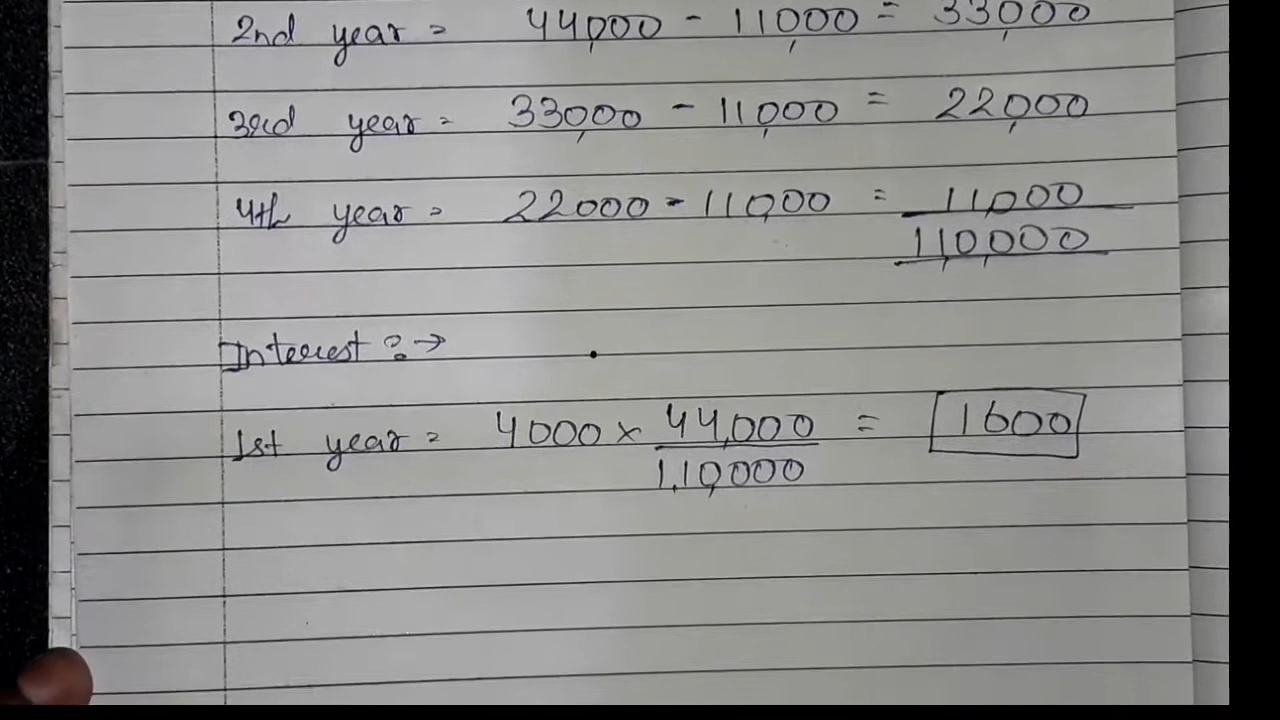 2nd year = 44,000 - 11,000 = 33,000
3rd year = 33,000 - 11,000 = 22,000
4th year = 22000 - 11,000 = 11,000
110,000
Interest :→
1st year = 4000 × 44,000 = 1600
1,10,000